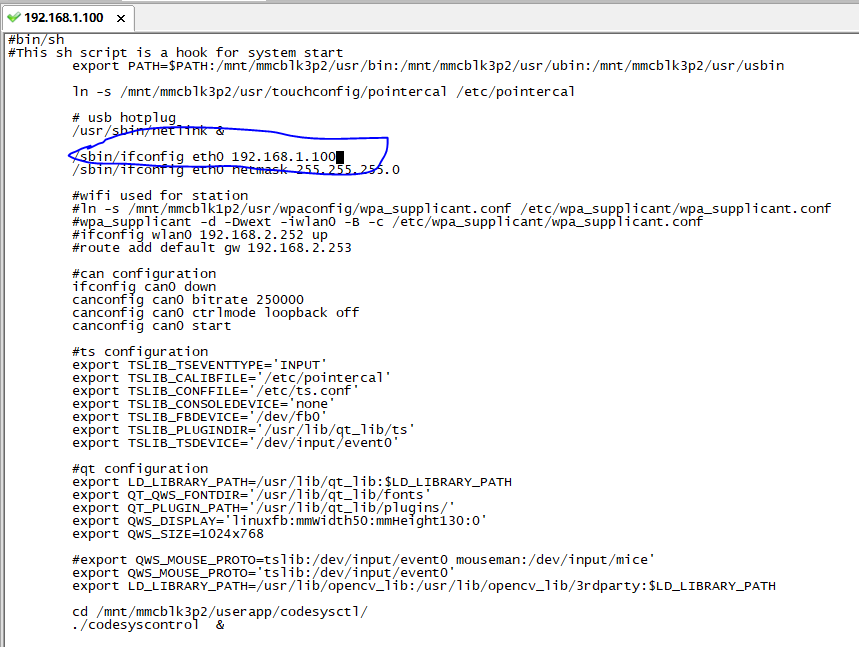 192.168.1.100
#bin/sh
#This sh script is a hook for system start
export PATH=$PATH:/mnt/mmcblk3p2/usr/bin:/mnt/mmcblk3p2/usr/ubin:/mnt/mmcblk3p2/usr/usbin
ln -s /mnt/mmcblk3p2/usr/touchconfig/pointercal /etc/pointercal
# usb hotplug
/usr/sbin/netlink &
/sbin/ifconfig eth0 192.168.1.100
/sbin/ifconfig eth0 netmask 255.255.255.0
#wifi used for station
#ln -s /mnt/mmcblk1p2/usr/wpaconfig/wpa_supplicant.conf /etc/wpa_supplicant/wpa_supplicant.conf
#wpa_supplicant -d -Dwext -iwlan0 -B -c /etc/wpa_supplicant/wpa_supplicant.conf
#ifconfig wlan0 192.168.2.252 up
#route add default gw 192.168.2.253
#can configuration
ifconfig can0 down
canconfig can0 bitrate 250000
canconfig can0 ctrlmode loopback off
canconfig can0 start
#ts configuration
export TSLIB_TSEVENTTYPE='INPUT'
export TSLIB_CALIBFILE='/etc/pointercal'
export TSLIB_CONFFILE='/etc/ts.conf'
export TSLIB_CONSOLEDEVICE='none'
export TSLIB_FBDEVICE='/dev/fb0'
export TSLIB_PLUGINDIR='/usr/lib/qt_lib/ts'
export TSLIB_TSDEVICE='/dev/input/event0'
#qt configuration
export LD_LIBRARY_PATH=/usr/lib/qt_lib:$LD_LIBRARY_PATH
export QT_QWS_FONTDIR='/usr/lib/qt_lib/fonts'
export QT_PLUGIN_PATH='/usr/lib/qt_lib/plugins/'
export QWS_DISPLAY='linuxfb:mmWidth50:mmHeight130:0'
export QWS_SIZE=1024x768
#export QWS_MOUSE_PROTO=tslib:/dev/input/event0 mouseman:/dev/input/mice'
export QWS_MOUSE_PROTO='tslib:/dev/input/event0'
export LD_LIBRARY_PATH=/usr/lib/opencv_lib:/usr/lib/opencv_lib/3rdparty:$LD_LIBRARY_PATH
cd /mnt/mmcblk3p2/userapp/codesysctl/
./codesyscontrol &